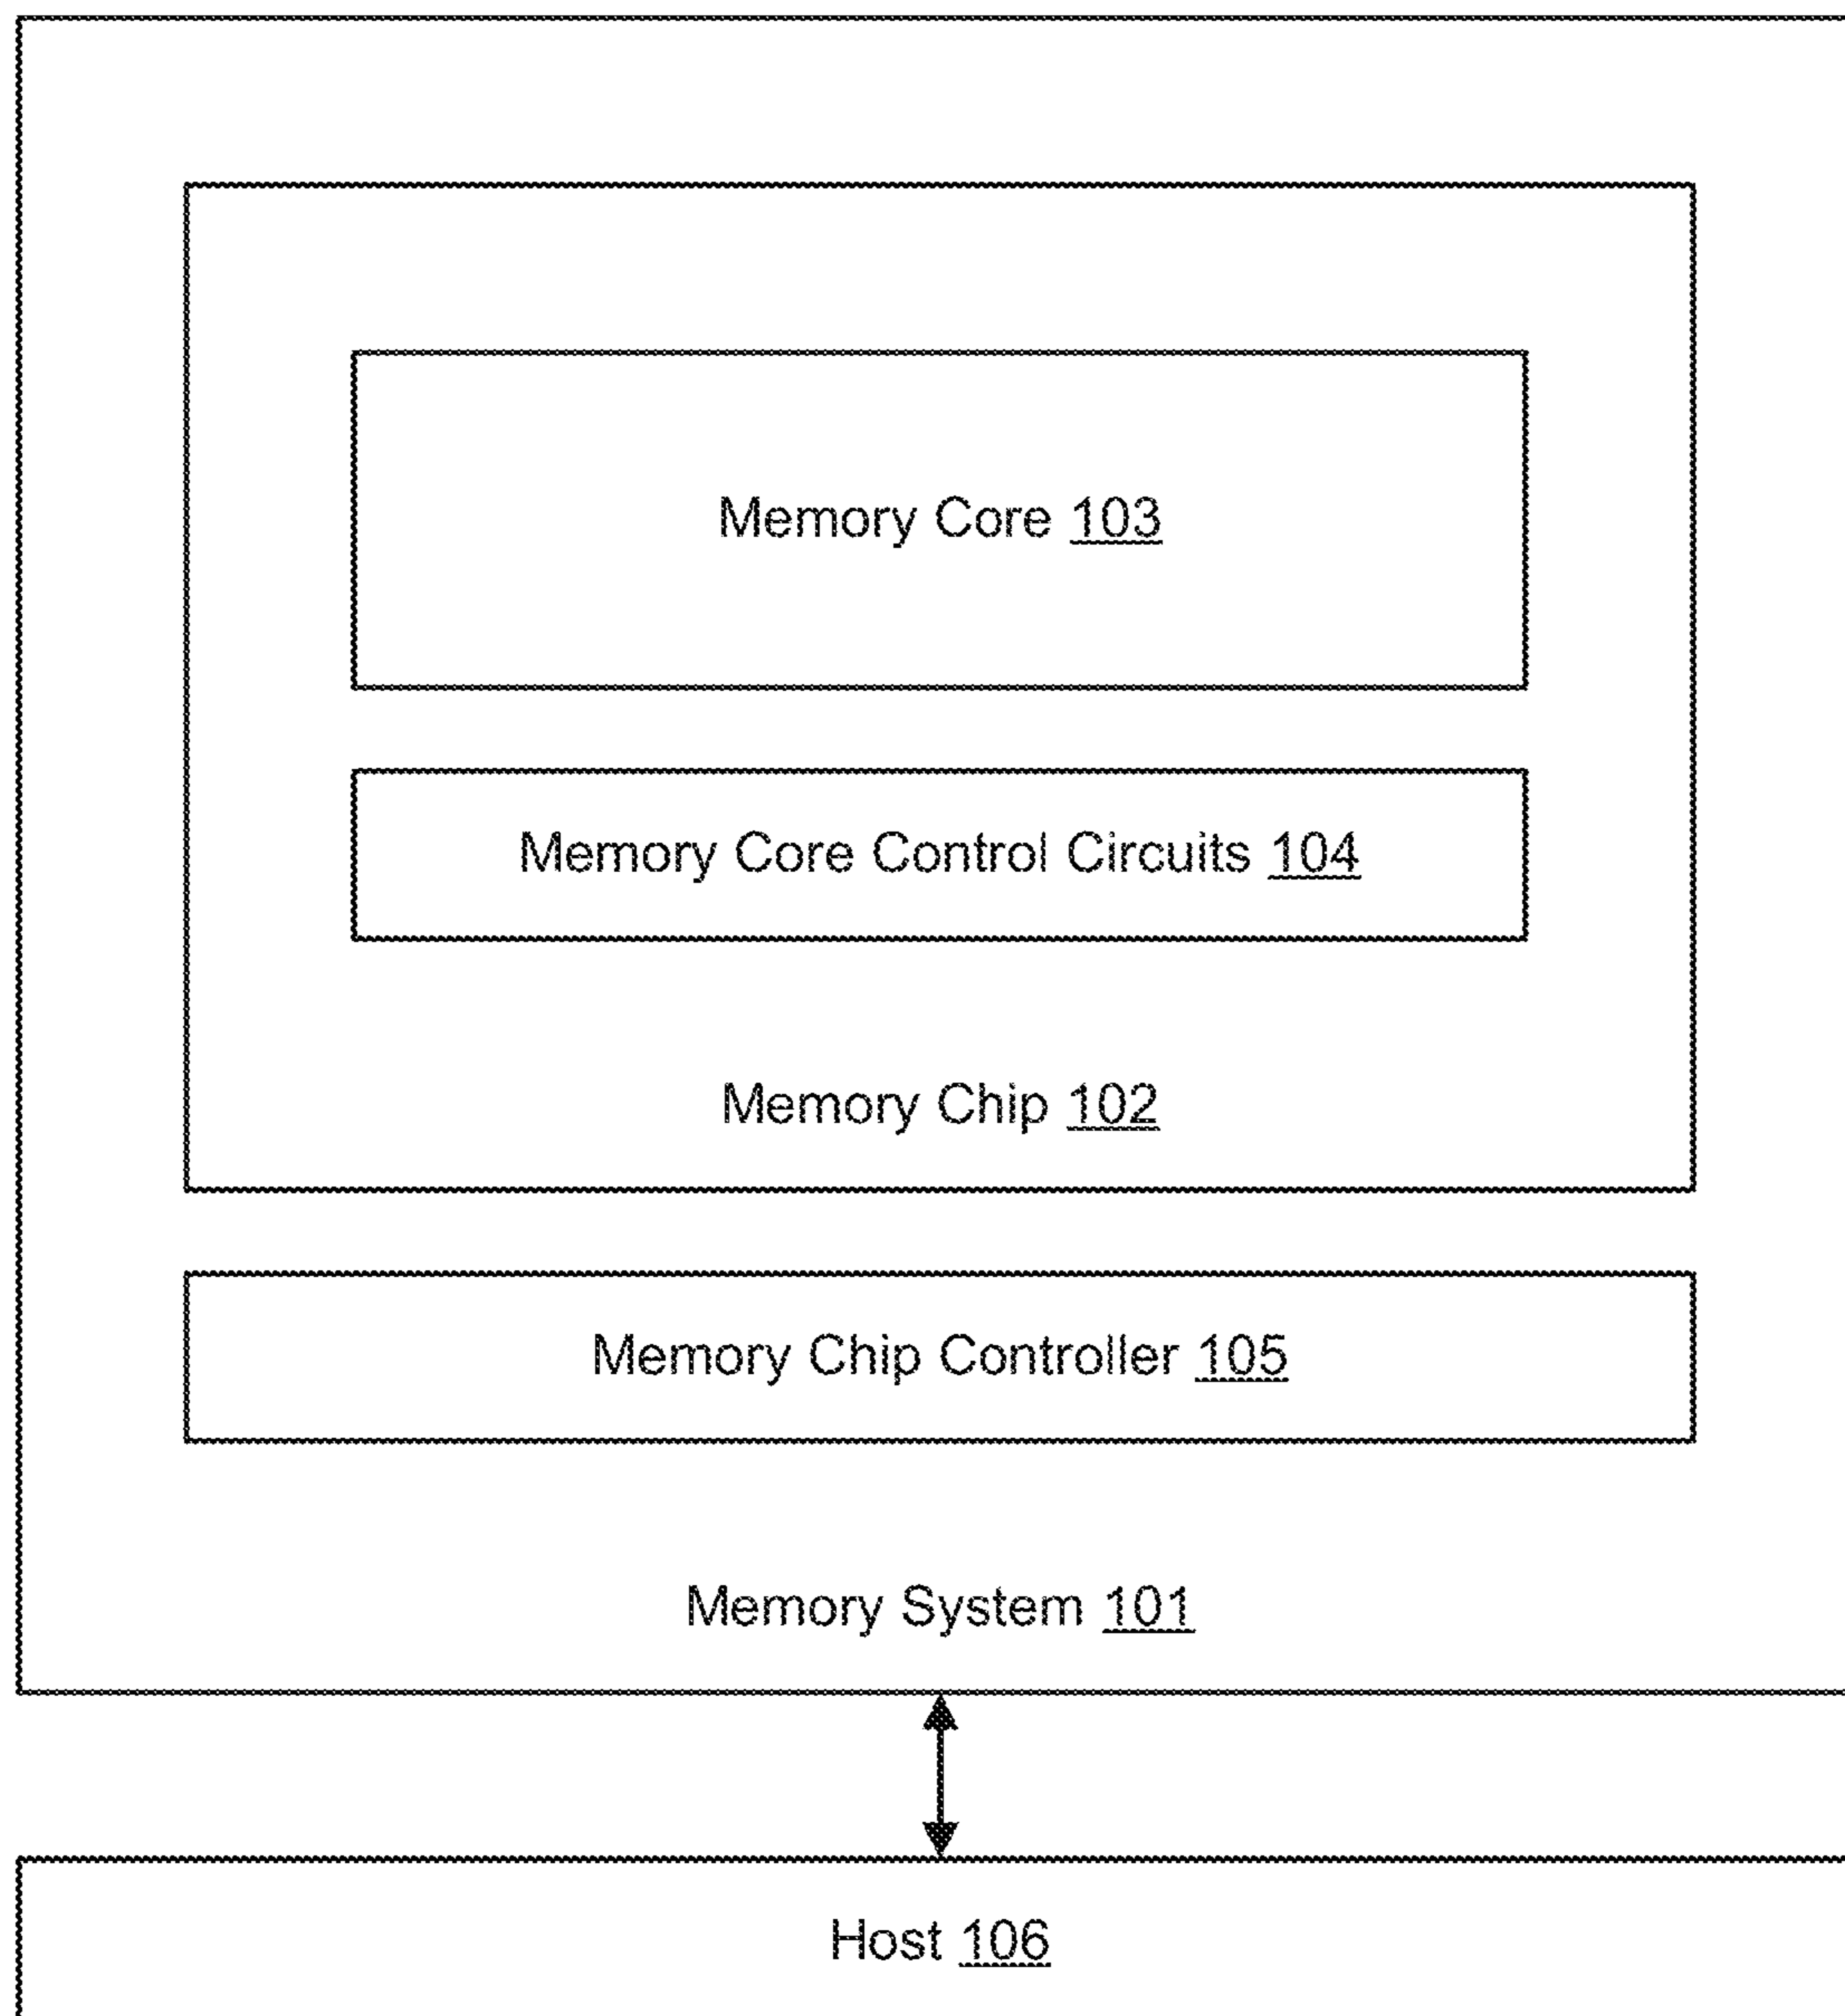 Memory Core 103
Memory Core Control Circuits 104
Memory Chip 102
Memory Chip Controller 105
Memory System 101
Host 106